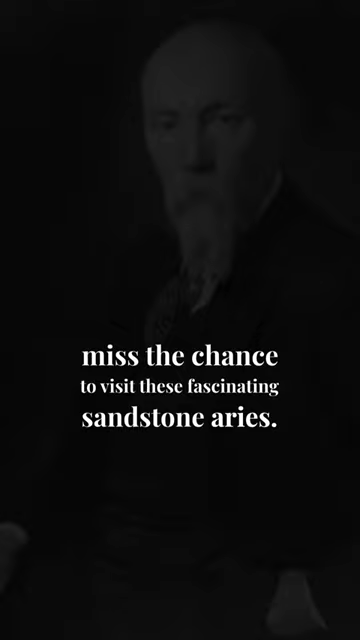 miss the chance
to visit these fascinating
sandstone aries.